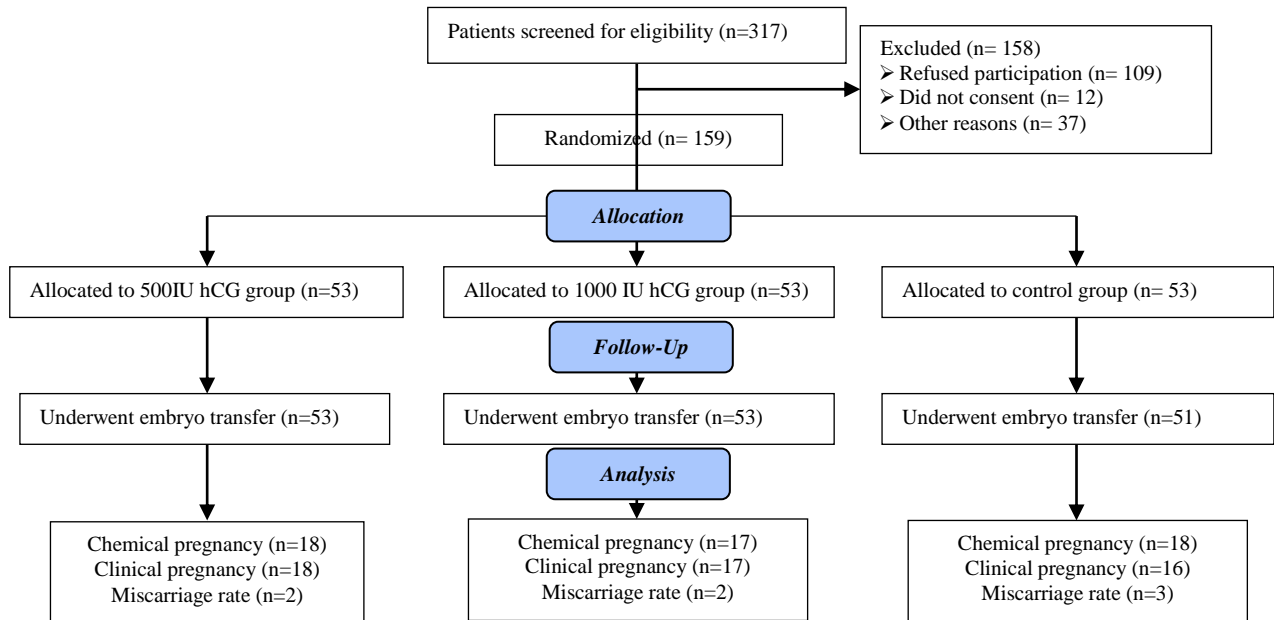 Patients screened for eligibility (n=317)
Excluded (n= 158)
➢ Refused participation (n= 109)
➢ Did not consent (n= 12)
➢ Other reasons (n= 37)
Randomized (n= 159)
Allocation
Allocated to 500IU hCG group (n=53)
Allocated to 1000 IU hCG group (n=53)
Allocated to control group (n= 53)
Follow-Up
Underwent embryo transfer (n=53)
Underwent embryo transfer (n=53)
Underwent embryo transfer (n=51)
Analysis
Chemical pregnancy (n=18)
Clinical pregnancy (n=18)
Miscarriage rate (n=2)
Chemical pregnancy (n=17)
Clinical pregnancy (n=17)
Miscarriage rate (n=2)
Chemical pregnancy (n=18)
Clinical pregnancy (n=16)
Miscarriage rate (n=3)